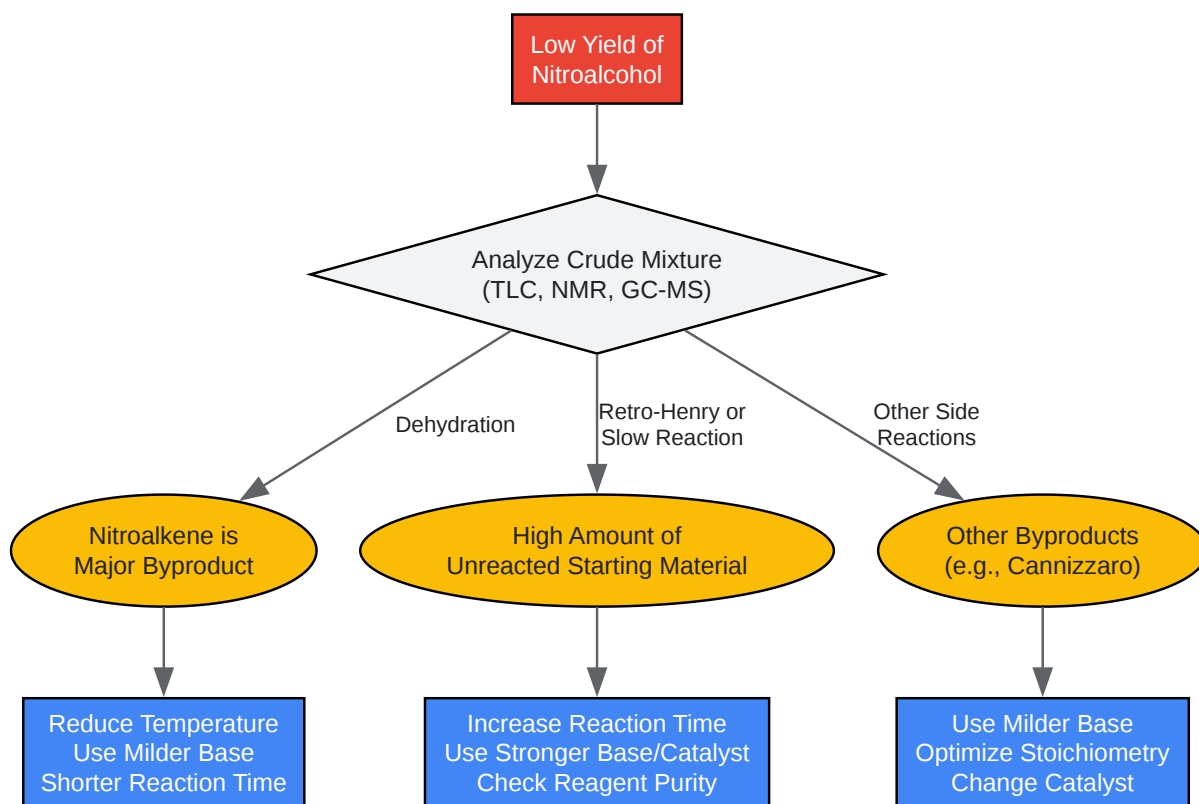 Low Yield of
Nitroalcohol
Analyze Crude Mixture
(TLC, NMR, GC-MS)
Dehydration
Retro-Henry or
Slow Reaction
Other Side
Reactions
Nitroalkene is
Major Byproduct
High Amount of
Unreacted Starting Material
Other Byproducts
(e.g., Cannizzaro)
Reduce Temperature
Use Milder Base
Shorter Reaction Time
Increase Reaction Time
Use Stronger Base/Catalyst
Check Reagent Purity
Use Milder Base
Optimize Stoichiometry
Change Catalyst